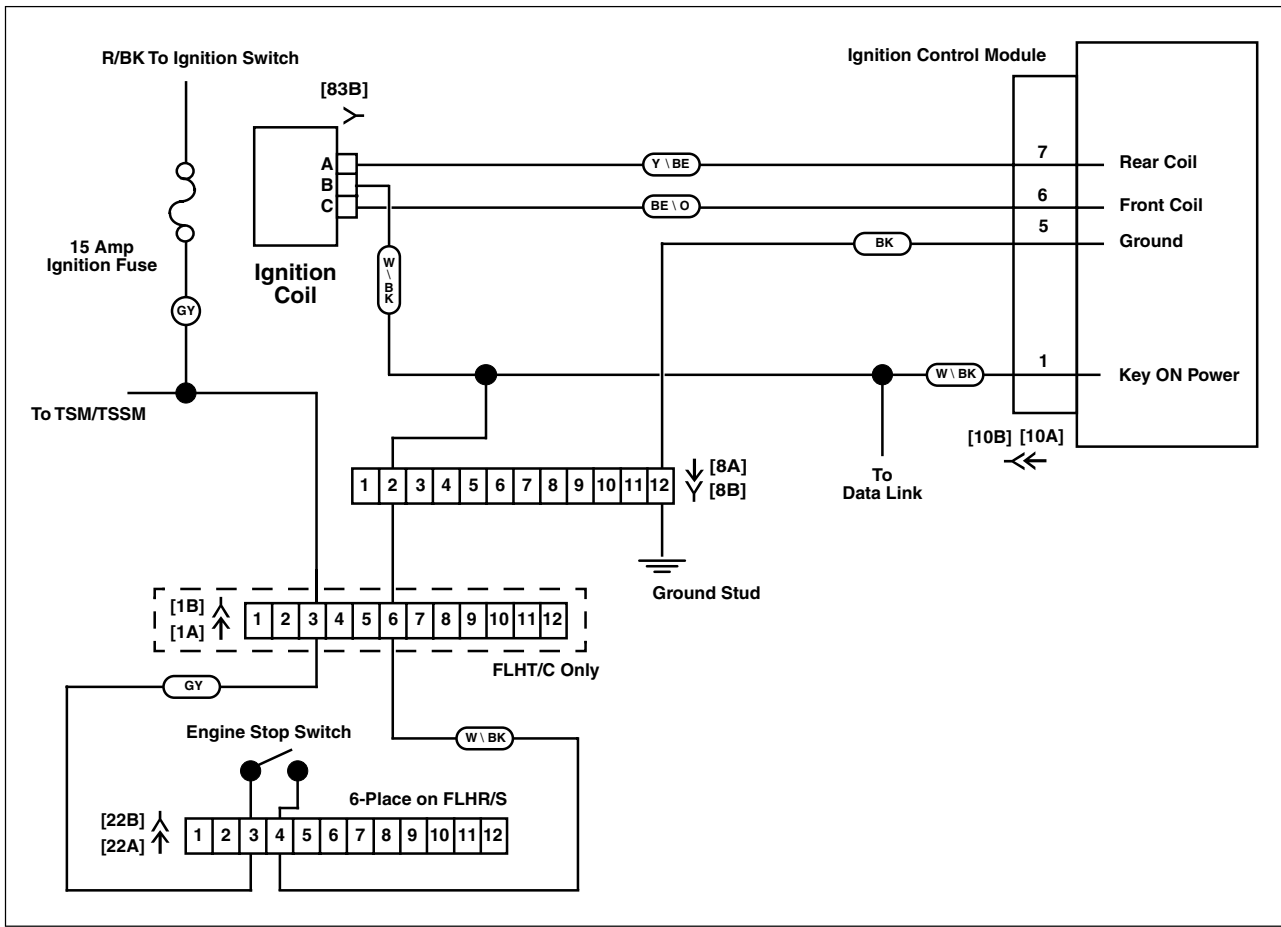 R/BK To Ignition Switch
Ignition Control Module
[83B]
A
B
C
Y \ BE
7
Rear Coil
BE \ O
6
Front Coil
5
BK
Ground
15 Amp
Ignition Fuse
Ignition
Coil
W \ BK
GY
1
W \ BK
Key ON Power
To TSM/TSSM
[10B] [10A]
To
Data Link
1 2 3 4 5 6 7 8 9 10 11 12
[8A]
[8B]
Ground Stud
[1B]
[1A]
1 2 3 4 5 6 7 8 9 10 11 12
FLHT/C Only
GY
Engine Stop Switch
W \ BK
6-Place on FLHR/S
[22B]
[22A]
1 2 3 4 5 6 7 8 9 10 11 12